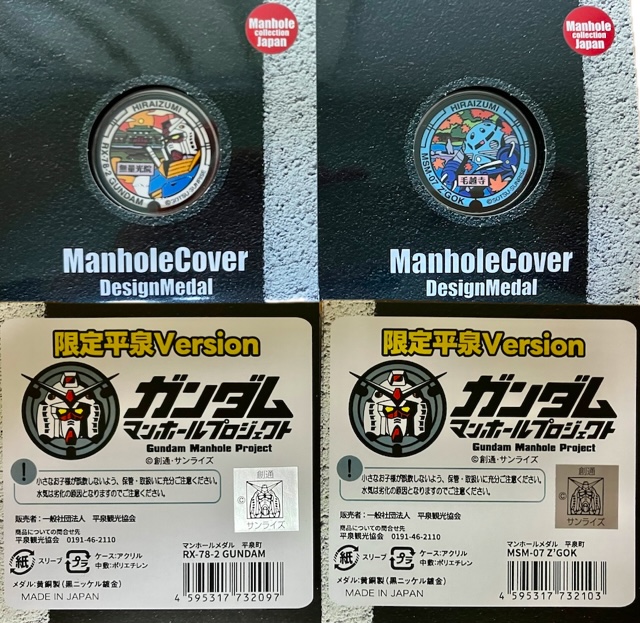 Manhole
collection
Japan
HIRAIZUMI
RX-78-2 GUNDAM
©SOTSU・SUNRISE
無量光院
ManholeCover
DesignMedal
Manhole
collection
Japan
HIRAIZUMI
MSM-07 Z'GOK
©SOTSU・SUNRISE
毛越寺
ManholeCover
DesignMedal
限定平泉Version
ガンダム
マンホールプロジェクト
Gundam Manhole Project
©創通・サンライズ
!
小さなお子様が誤飲しないよう、保管・取扱いに充分ご注意ください。
水気は劣化の原因となりますのでご注意ください。
創通
©
サンライズ
販売者：一般社団法人 平泉観光協会
商品についての問合せ先
平泉観光協会 0191-46-2110
紙
スリーブ
プラ
ケース:アクリル
中敷:ポリエチレン
メダル:黄銅製(黒ニッケル鍍金)
MADE IN JAPAN
マンホールメダル 平泉町
RX-78-2 GUNDAM
4 595317 732097
限定平泉Version
ガンダム
マンホールプロジェクト
Gundam Manhole Project
©創通・サンライズ
!
小さなお子様が誤飲しないよう、保管・取扱いに充分ご注意ください。
水気は劣化の原因となりますのでご注意ください。
創通
©
サンライズ
販売者：一般社団法人 平泉観光協会
商品についての問合せ先
平泉観光協会 0191-46-2110
紙
スリーブ
プラ
ケース:アクリル
中敷:ポリエチレン
メダル:黄銅製(黒ニッケル鍍金)
MADE IN JAPAN
マンホールメダル 平泉町
MSM-07 Z'GOK
4 595317 732103